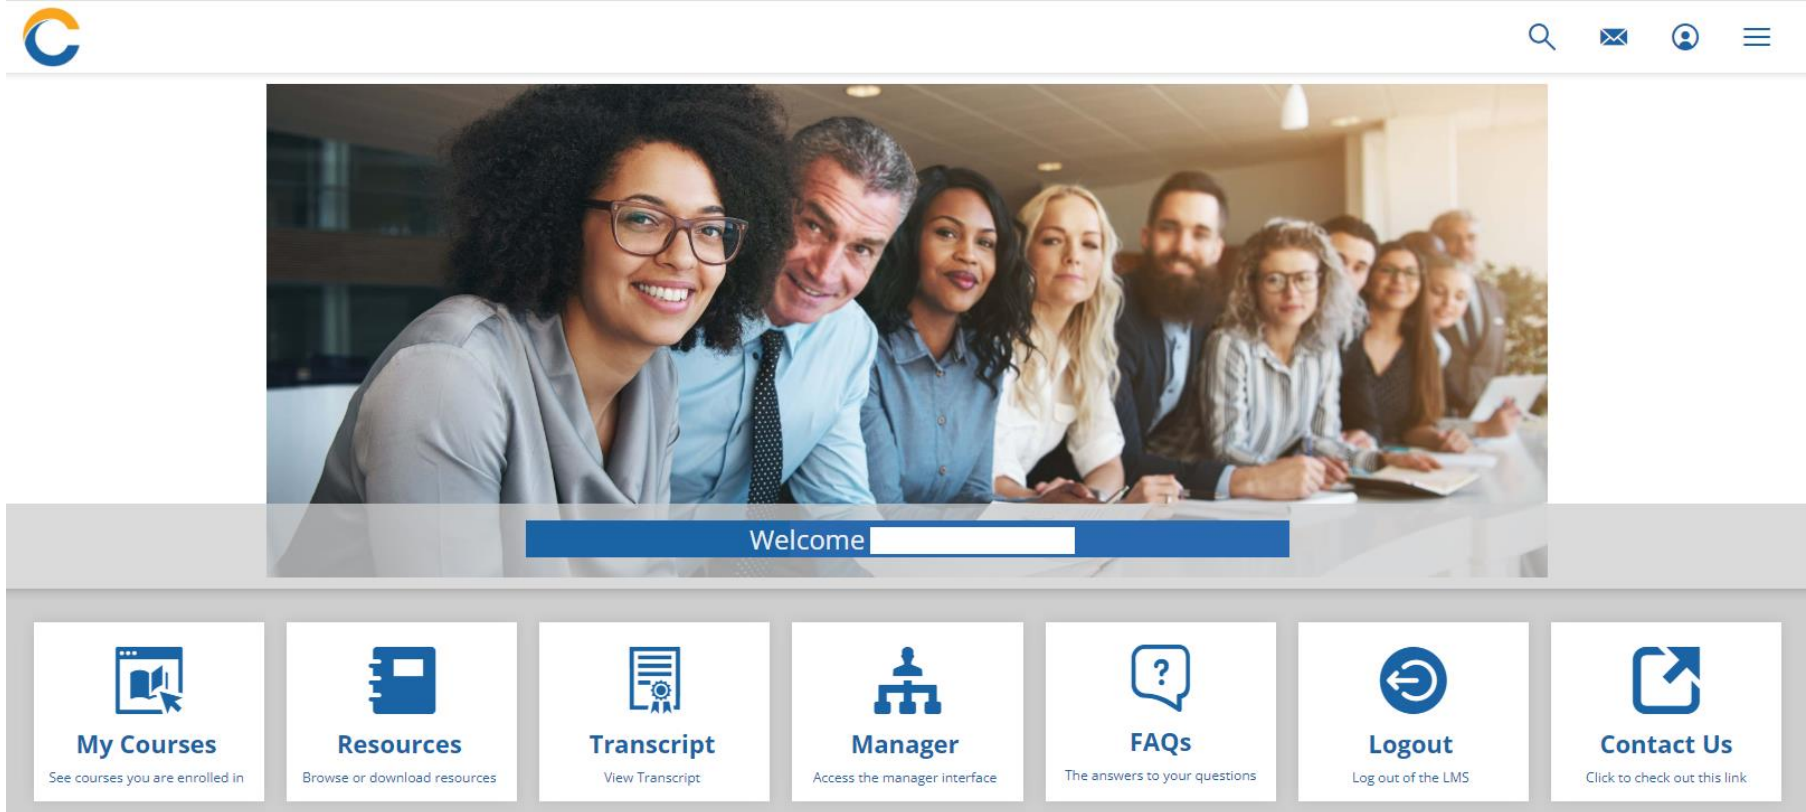 Welcome
My Courses
See courses you are enrolled in
Resources
Browse or download resources
Transcript
View Transcript
Manager
Access the manager interface
?
FAQs
The answers to your questions
Logout
Log out of the LMS
Contact Us
Click to check out this link